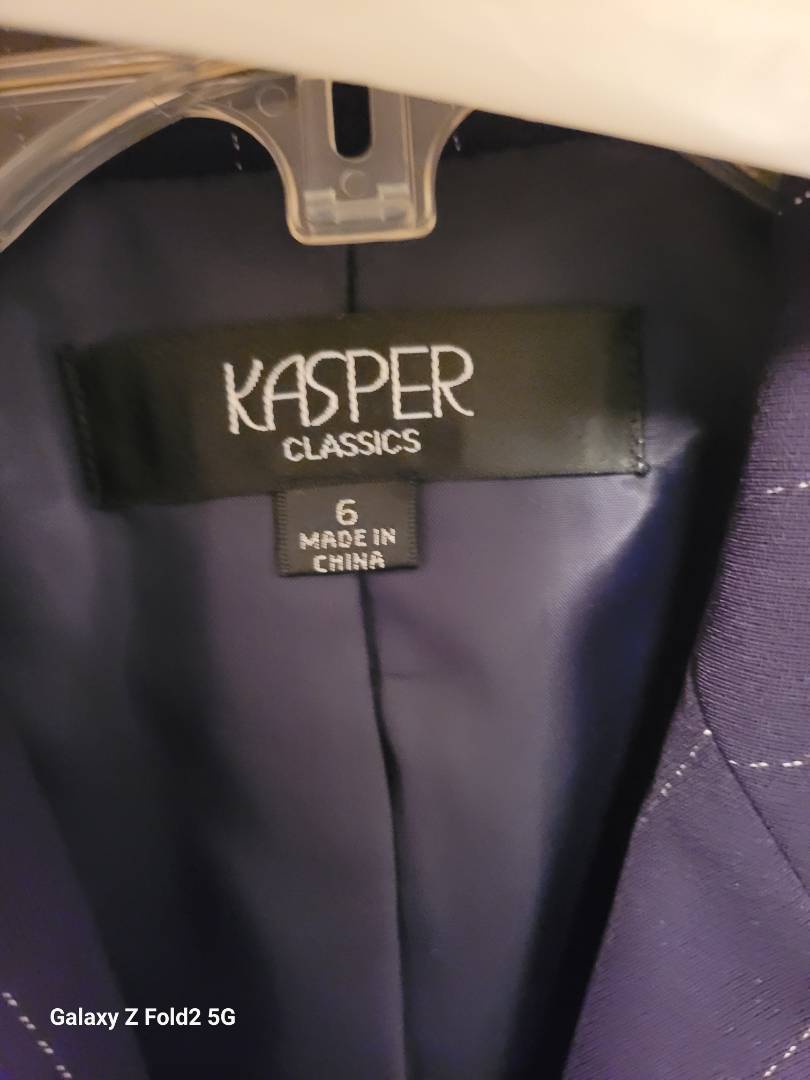 KASPER
CLASSICS
6
MADE IN
CHINA
Galaxy Z Fold2 5G